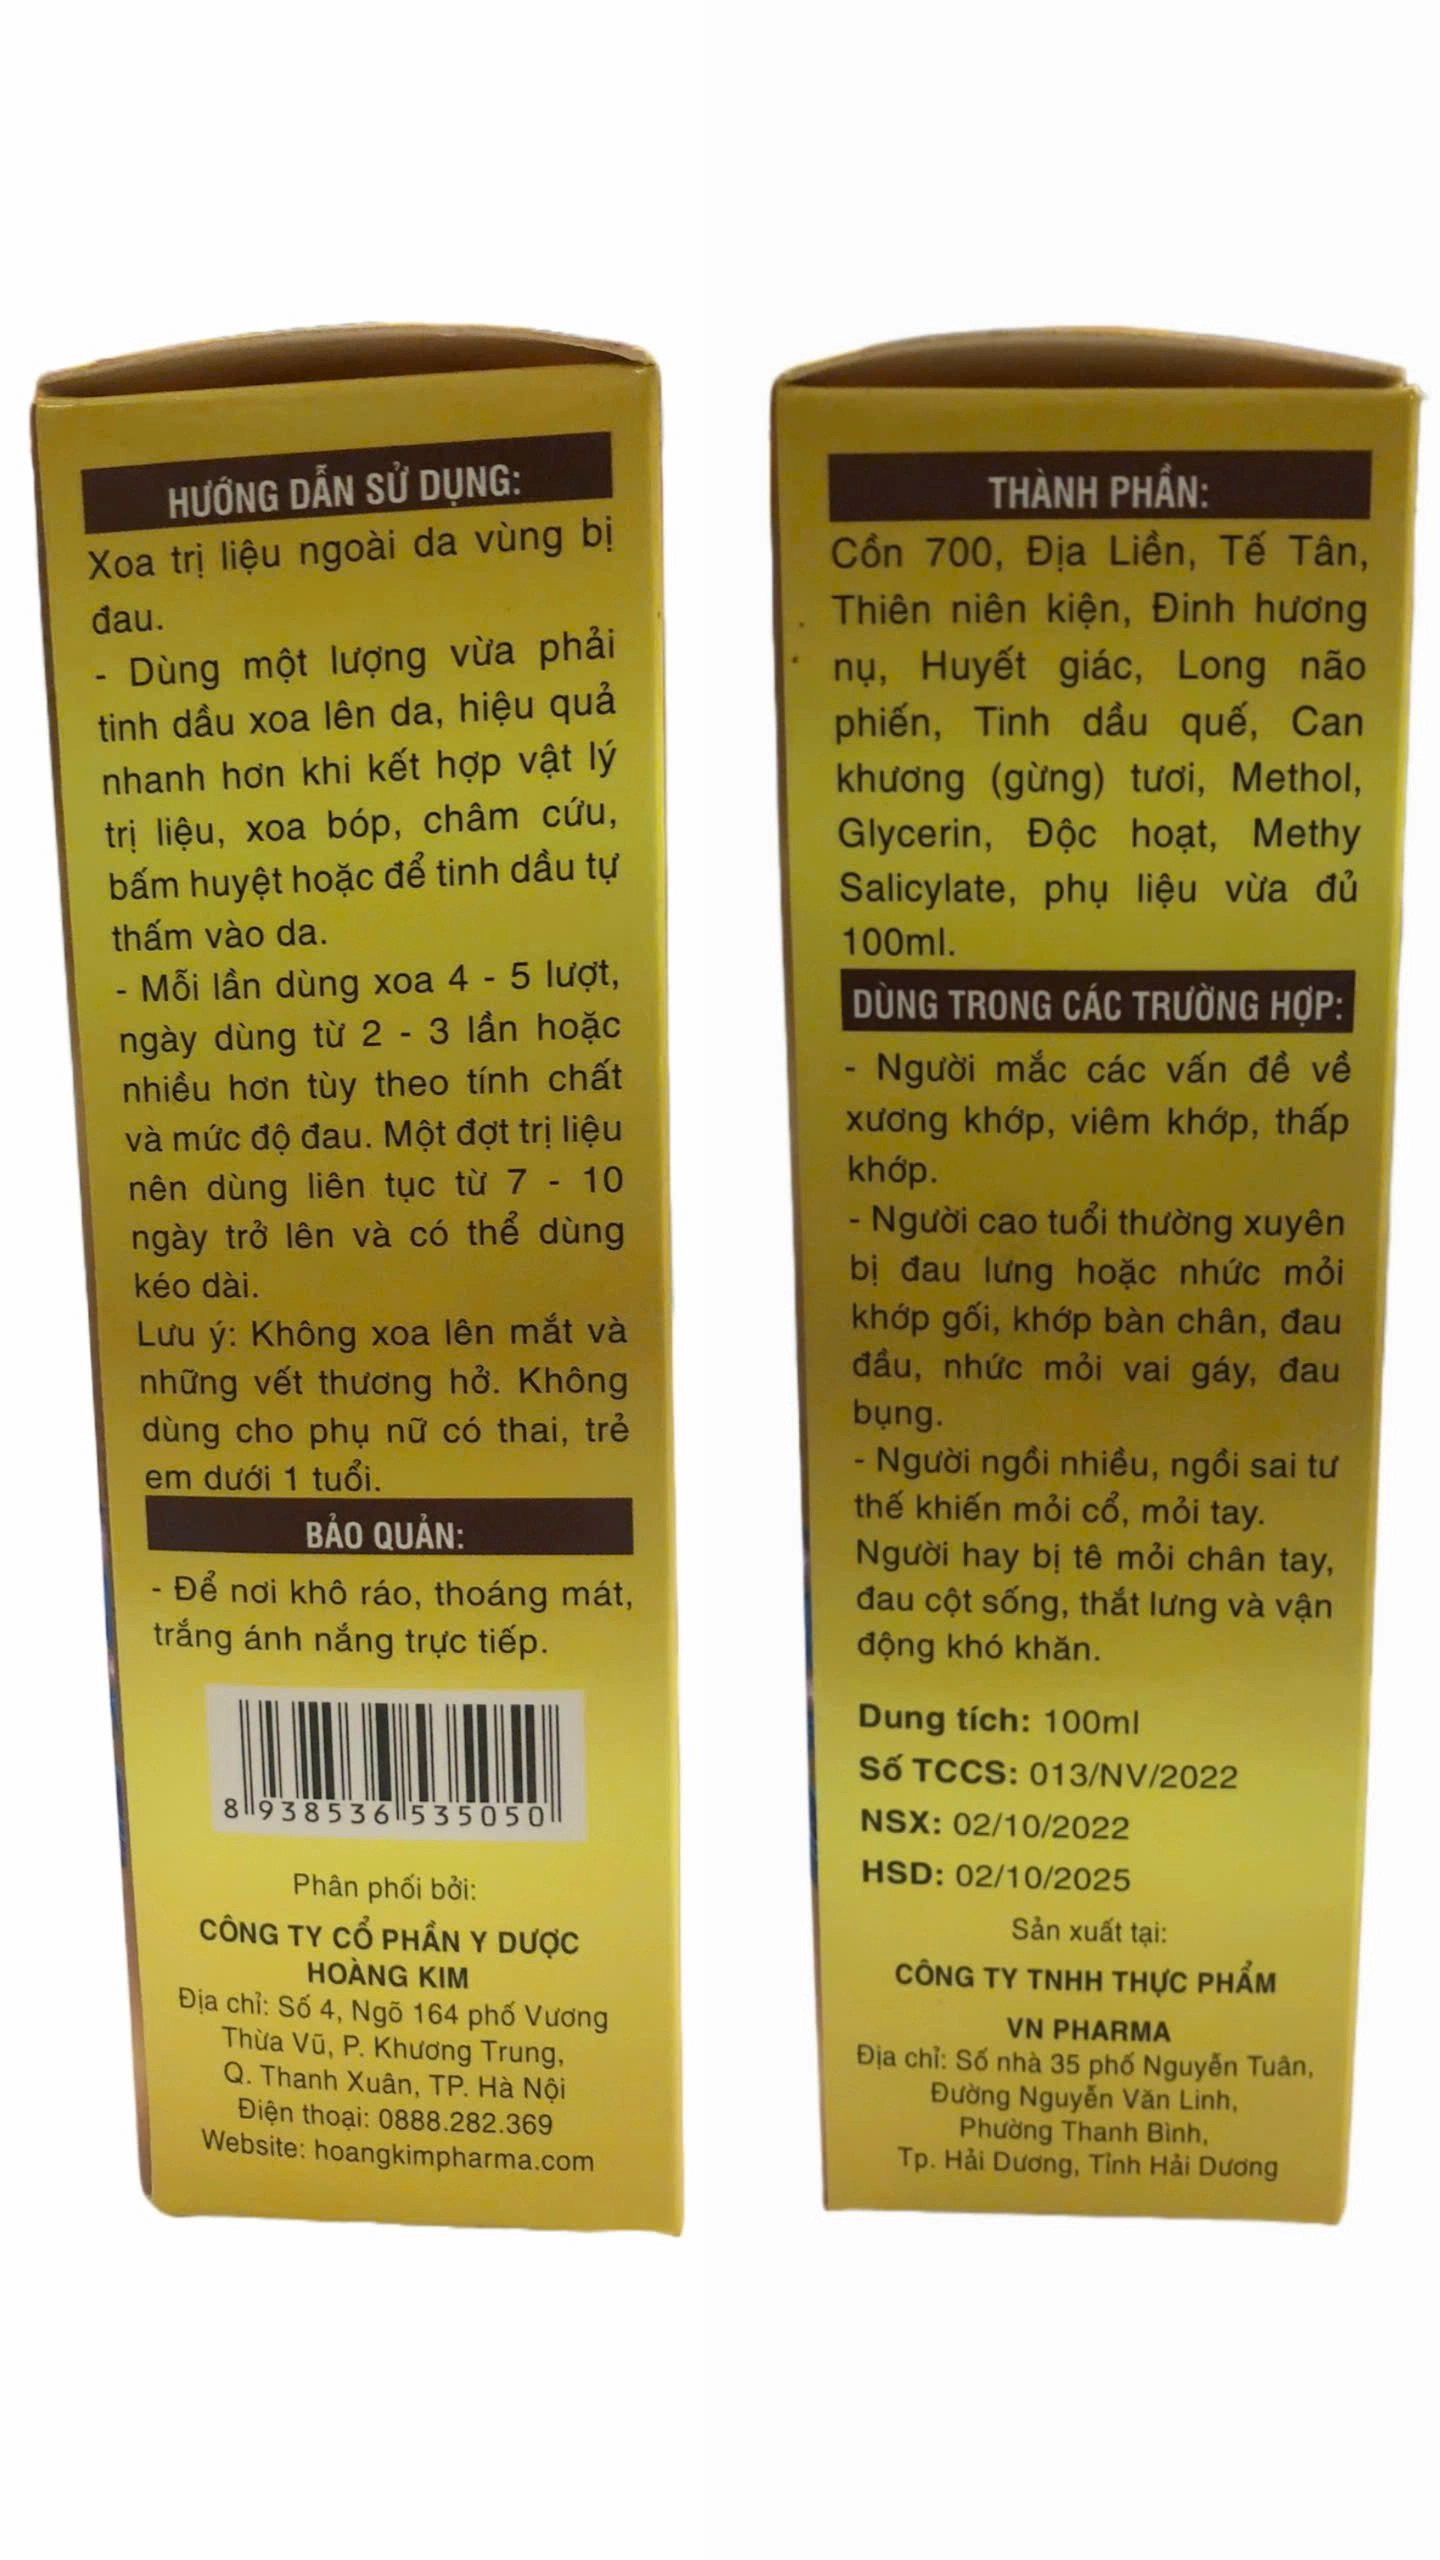 HƯỚNG DẪN SỬ DỤNG:
Xoa trị liệu ngoài da vùng bị
đau.
- Dùng một lượng vừa phải
tinh dầu xoa lên da, hiệu quả
nhanh hơn khi kết hợp vật lý
trị liệu, xoa bóp, châm cứu,
bấm huyệt hoặc để tinh dầu tự
thấm vào da.
- Mỗi lần dùng xoa 4 - 5 lượt,
ngày dùng từ 2 - 3 lần hoặc
nhiều hơn tùy theo tính chất
và mức độ đau. Một đợt trị liệu
nên dùng liên tục từ 7 - 10
ngày trở lên và có thể dùng
kéo dài.
Lưu ý: Không xoa lên mắt và
những vết thương hở. Không
dùng cho phụ nữ có thai, trẻ
em dưới 1 tuổi.
BẢO QUẢN:
- Để nơi khô ráo, thoáng mát,
trắng ánh nắng trực tiếp.
8 938536 535050
Phân phối bởi:
CÔNG TY CỔ PHẦN Y DƯỢC
HOÀNG KIM
Địa chỉ: Số 4, Ngõ 164 phố Vương
Thừa Vũ, P. Khương Trung,
Q. Thanh Xuân, TP. Hà Nội
Điện thoại: 0888.282.369
Website: hoangkimpharma.com
THÀNH PHẦN:
Cồn 700, Địa Liền, Tế Tân,
Thiên niên kiện, Đinh hương
nụ, Huyết giác, Long não
phiến, Tinh dầu quế, Can
khương (gừng) tươi, Methol,
Glycerin, Độc hoạt, Methy
Salicylate, phụ liệu vừa đủ
100ml.
DÙNG TRONG CÁC TRƯỜNG HỢP:
- Người mắc các vấn đề về
xương khớp, viêm khớp, thấp
khớp.
- Người cao tuổi thường xuyên
bị đau lưng hoặc nhức mỏi
khớp gối, khớp bàn chân, đau
đầu, nhức mỏi vai gáy, đau
bụng.
- Người ngồi nhiều, ngồi sai tư
thế khiến mỏi cổ, mỏi tay.
Người hay bị tê mỏi chân tay,
đau cột sống, thắt lưng và vận
động khó khăn.
Dung tích: 100ml
Số TCCS: 013/NV/2022
NSX: 02/10/2022
HSD: 02/10/2025
Sản xuất tại:
CÔNG TY TNHH THỰC PHẨM
VN PHARMA
Địa chỉ: Số nhà 35 phố Nguyễn Tuân,
Đường Nguyễn Văn Linh,
Phường Thanh Bình,
Tp. Hải Dương, Tỉnh Hải Dương